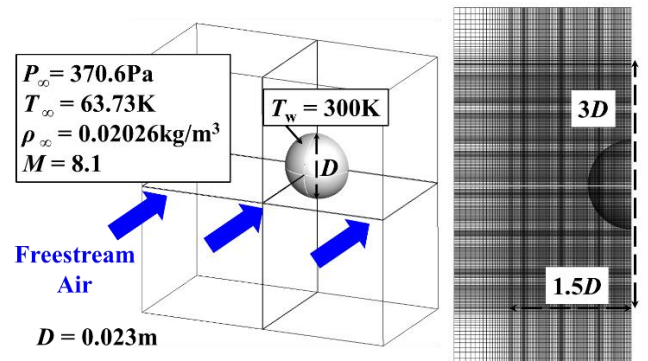 P∞= 370.6Pa
T∞= 63.73K
ρ∞= 0.02026kg/m³
M = 8.1
Tw = 300K
D
Freestream
Air
D = 0.023m
3D
1.5D